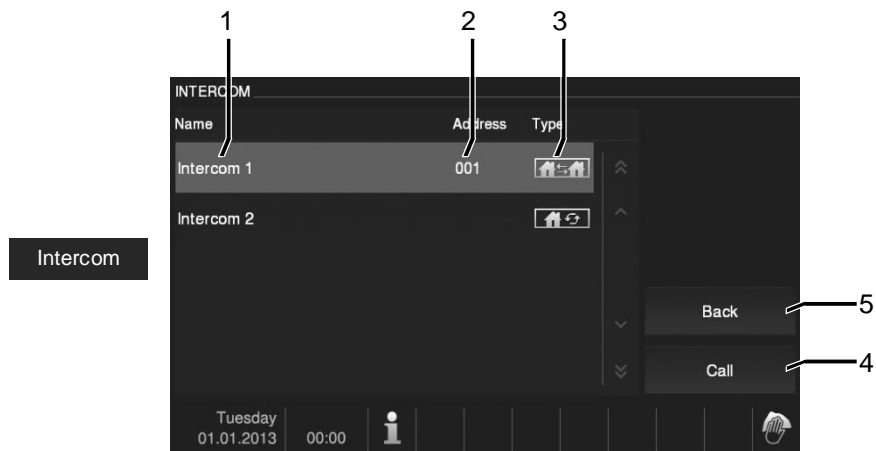 1 2 3
INTERCOM
Name Address Type
Intercom 1 001
Intercom 2
Intercom
Back 5
Call 4
Tuesday
01.01.2013 00:00